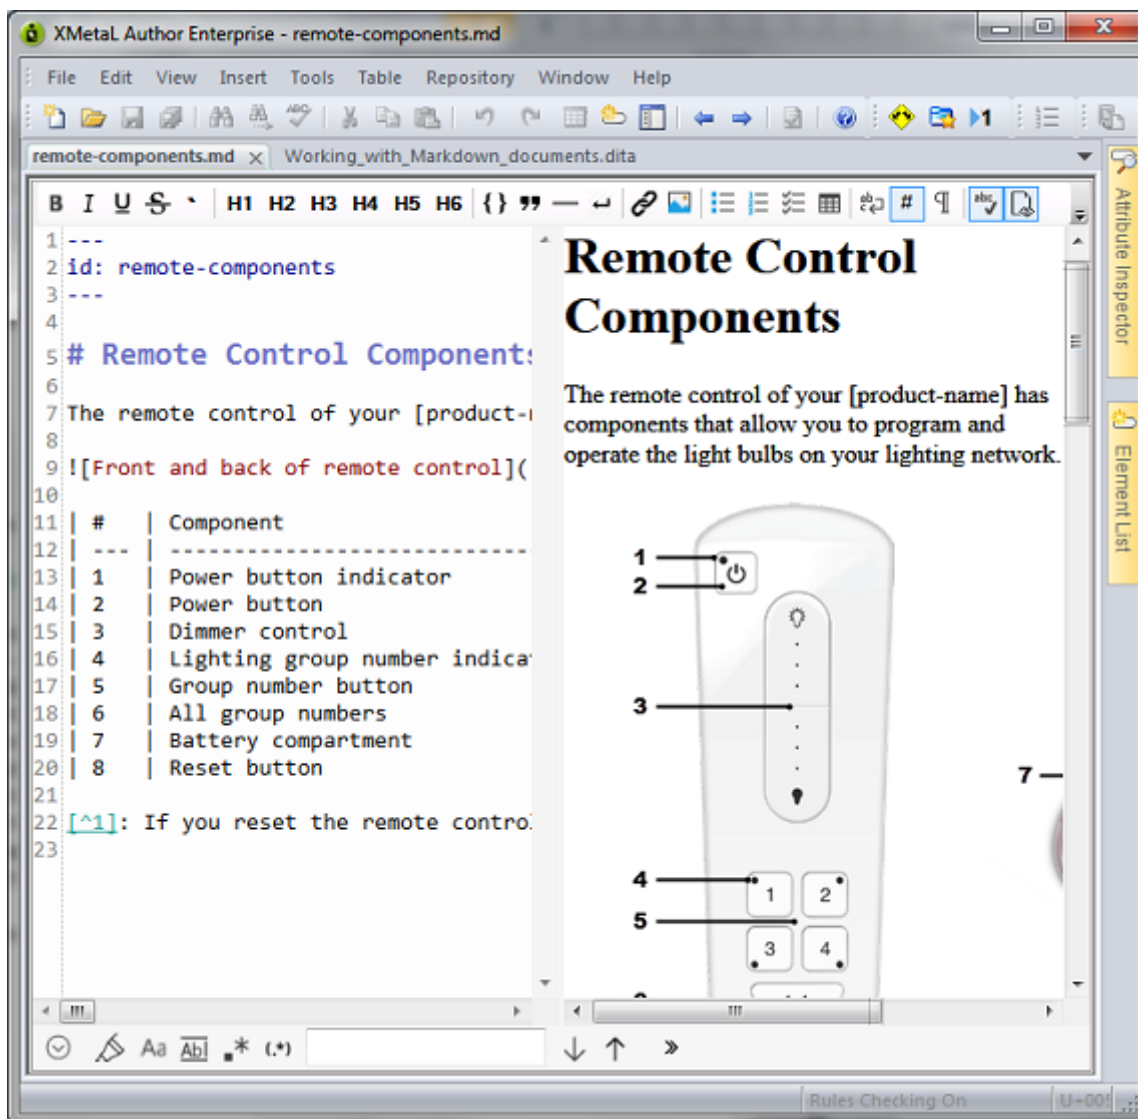 XMetaL Author Enterprise - remote-components.md
File Edit View Insert Tools Table Repository Window Help
1
remote-components.md Working_with_Markdown_documents.dita
B I U S H1 H2 H3 H4 H5 H6 {} # ¶ abc
Attribute Inspector
Element List
1 ---
2 id: remote-components
3 ---
4
5 # Remote Control Components
6
7 The remote control of your [product-
8
9 ![Front and back of remote control](
10
11 | # | Component
12 | --- | ----------------------------
13 | 1 | Power button indicator
14 | 2 | Power button
15 | 3 | Dimmer control
16 | 4 | Lighting group number indica
17 | 5 | Group number button
18 | 6 | All group numbers
19 | 7 | Battery compartment
20 | 8 | Reset button
21
22 [^1]: If you reset the remote contro
23
Remote Control
Components
The remote control of your [product-name] has
components that allow you to program and
operate the light bulbs on your lighting network.
1
2
3
7
4
1 2
5
3 4
Aa Abl .* (.*)
Rules Checking On U+00